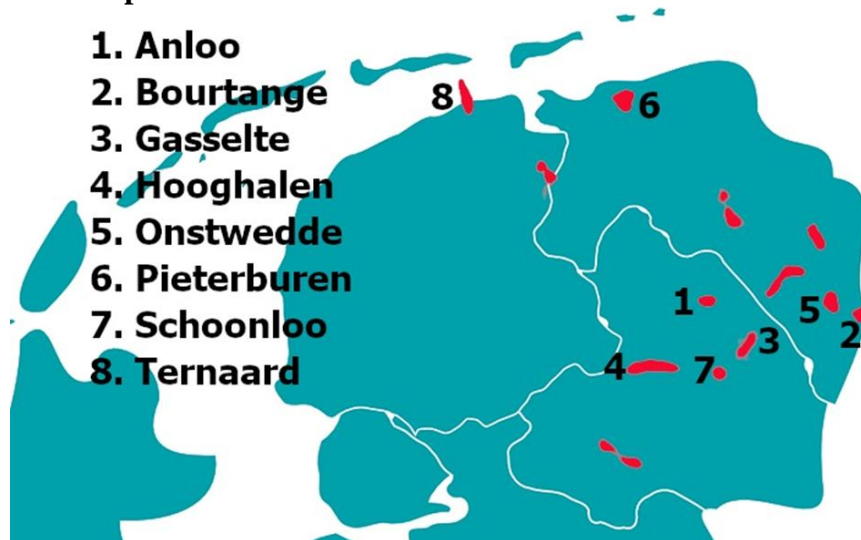 1. Anloo
2. Bourtange
3. Gasselte
4. Hooghalen
5. Onstwedde
6. Pieterburen
7. Schoonloo
8. Ternaard
8
6
1
5
2
3
4
7